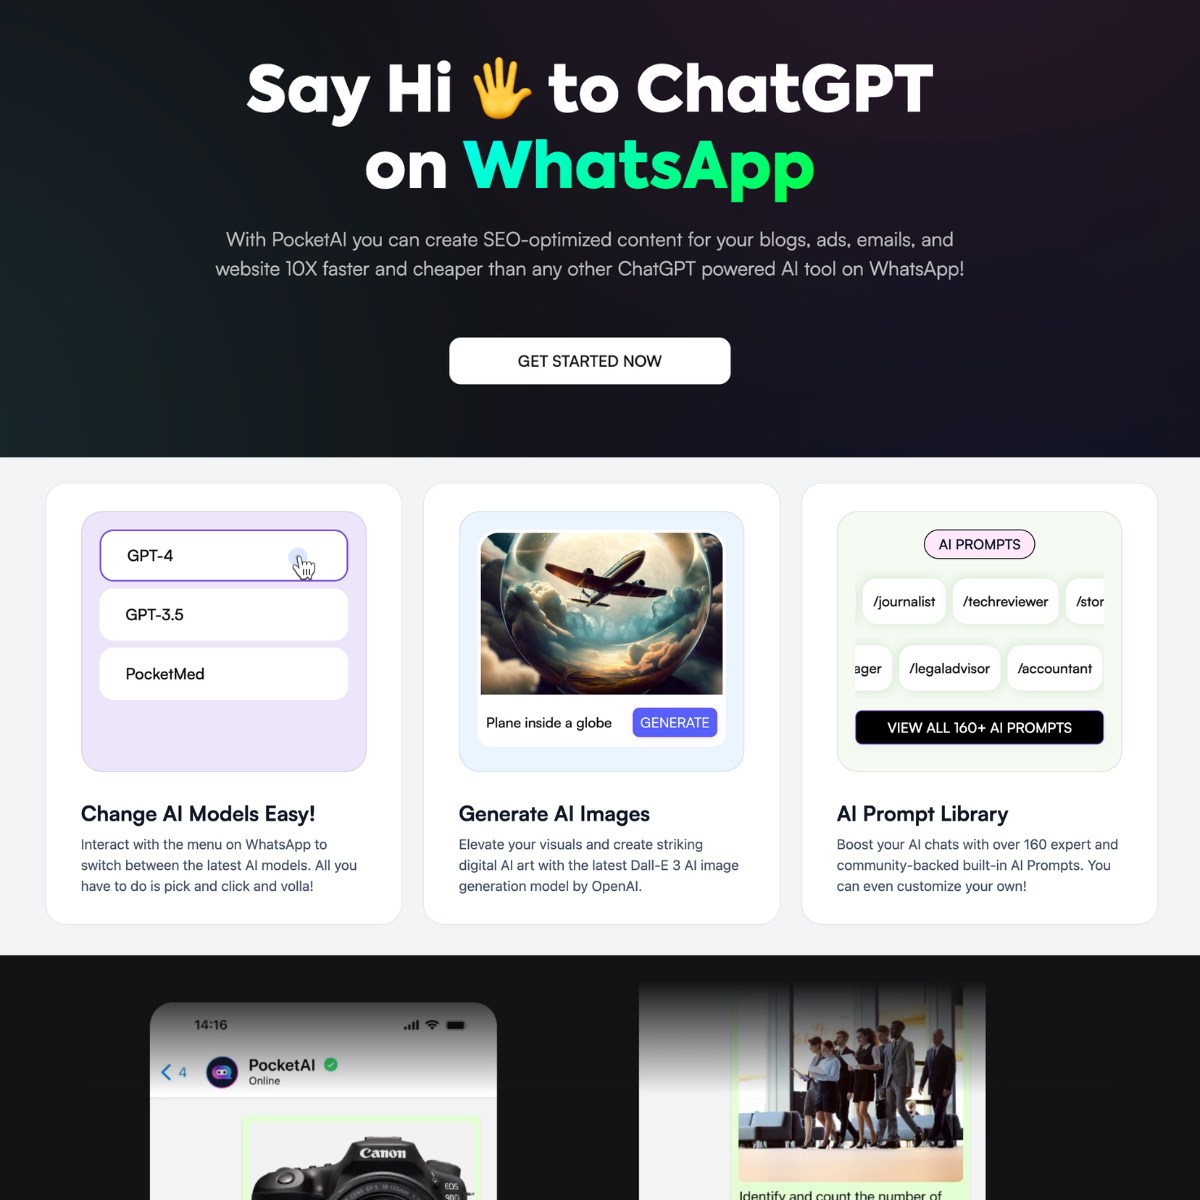 Say Hi 🖐 to ChatGPT
on WhatsApp
With PocketAI you can create SEO-optimized content for your blogs, ads, emails, and
website 10X faster and cheaper than any other ChatGPT powered AI tool on WhatsApp!
GET STARTED NOW
GPT-4
GPT-3.5
PocketMed
Change AI Models Easy!
Interact with the menu on WhatsApp to
switch between the latest AI models. All you
have to do is pick and click and volla!
Plane inside a globe
GENERATE
Generate AI Images
Elevate your visuals and create striking
digital AI art with the latest Dall-E 3 AI image
generation model by OpenAI.
AI PROMPTS
/journalist /techreviewer /stor
ager /legaladvisor /accountant
VIEW ALL 160+ AI PROMPTS
AI Prompt Library
Boost your AI chats with over 160 expert and
community-backed built-in AI Prompts. You
can even customize your own!
14:16
4
PocketAI
Online
Canon
EOS
90D
Identify and count the number of